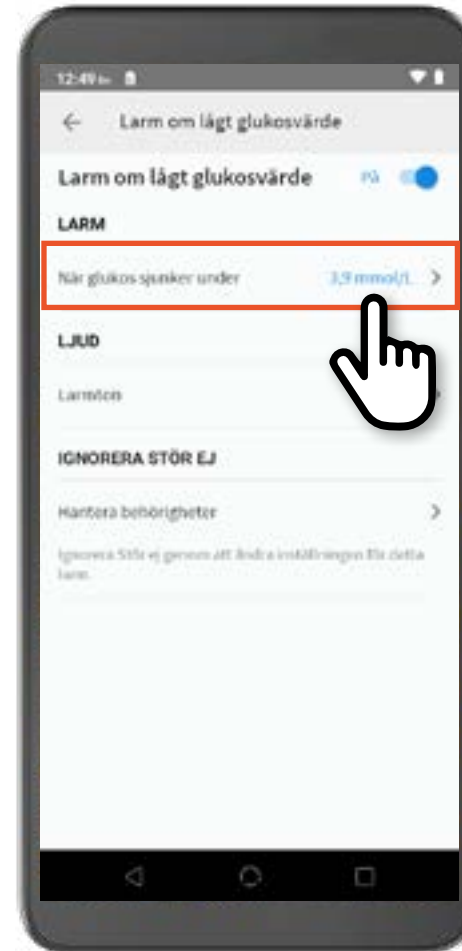 12:49
Larm om lågt glukosvärde
Larm om lågt glukosvärde På
LARM
När glukos sjunker under 3,9 mmol/L
LJUD
Larmton
IGNORERA STÖR EJ
Hantera behörigheter
Ignorera Stör ej genom att ändra inställningen för detta
larm.